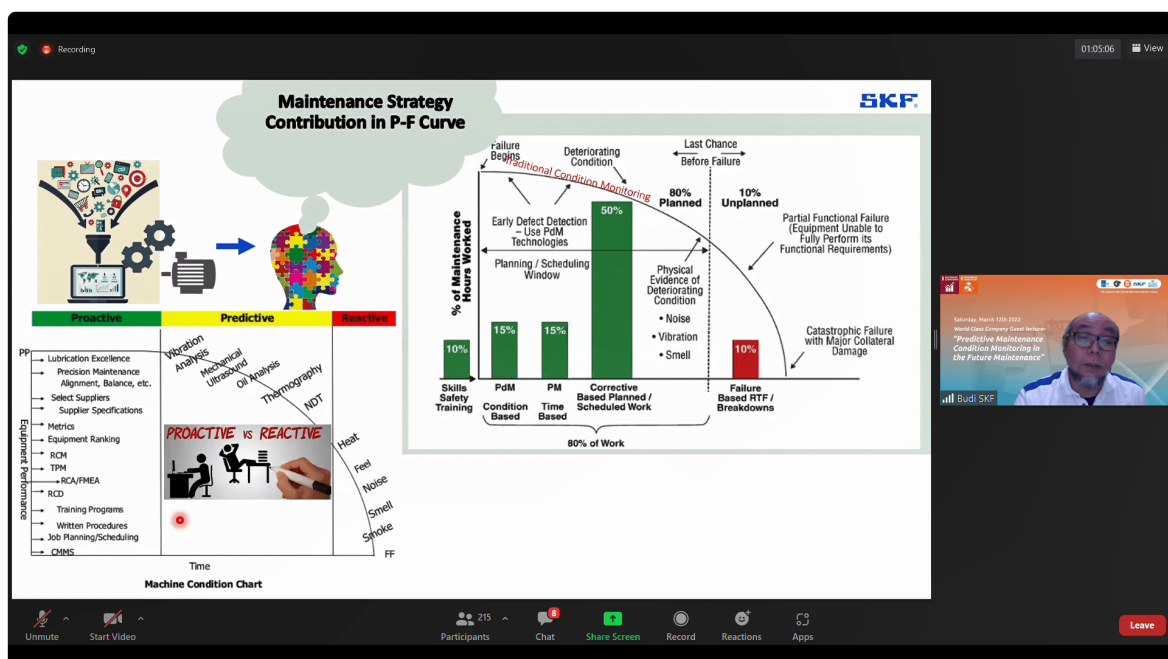 Recording
01:05:06
View
Maintenance Strategy
Contribution in P-F Curve
SKF
Proactive
Predictive
Reactive
PP
Lubrication Excellence
Precision Maintenance
Alignment, Balance, etc.
Select Suppliers
Supplier Specifications
Metrics
Equipment Ranking
RCM
TPM
RCA/FMEA
RCD
Training Programs
Written Procedures
Job Planning/Scheduling
CMMS
Equipment Performance
Vibration
Analysis
Mechanical
Ultrasound
Oil Analysis
Thermography
NDT
Heat
Feel
Noise
Smell
Smoke
FF
PROACTIVE VS REACTIVE
Time
Machine Condition Chart
Failure
Begins
Traditional Condition Monitoring
Deteriorating
Condition
Last Chance
Before Failure
80%
Planned
10%
Unplanned
% of Maintenance
Hours Worked
Early Defect Detection
– Use PdM
Technologies
Planning / Scheduling
Window
50%
Partial Functional Failure
(Equipment Unable to
Fully Perform its
Functional Requirements)
Physical
Evidence of
Deteriorating
Condition
• Noise
• Vibration
• Smell
Catastrophic Failure
with Major Collateral
Damage
10%
15%
15%
10%
Skills
Safety
Training
PdM
Condition
Based
PM
Time
Based
Corrective
Based Planned /
Scheduled Work
Failure
Based RTF /
Breakdowns
80% of Work
SKF
Saturday, March 12th 2022
World Class Company Guest lecturer
"Predictive Maintenance
Condition Monitoring in
the Future Maintenance"
Budi SKF
Unmute
Start Video
215
Participants
8
Chat
Share Screen
Record
Reactions
Apps
Leave